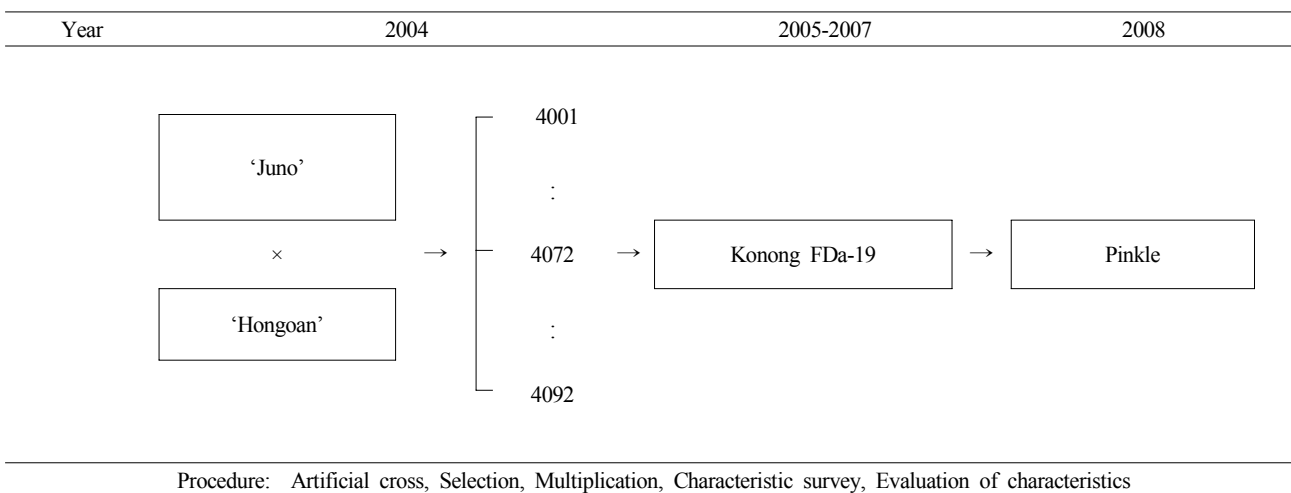 Year 2004 2005-2007 2008
4001
‘Juno’
⋮
× → 4072 → Konong FDa-19 → Pinkle
‘Hongoan’
⋮
4092
Procedure: Artificial cross, Selection, Multiplication, Characteristic survey, Evaluation of characteristics